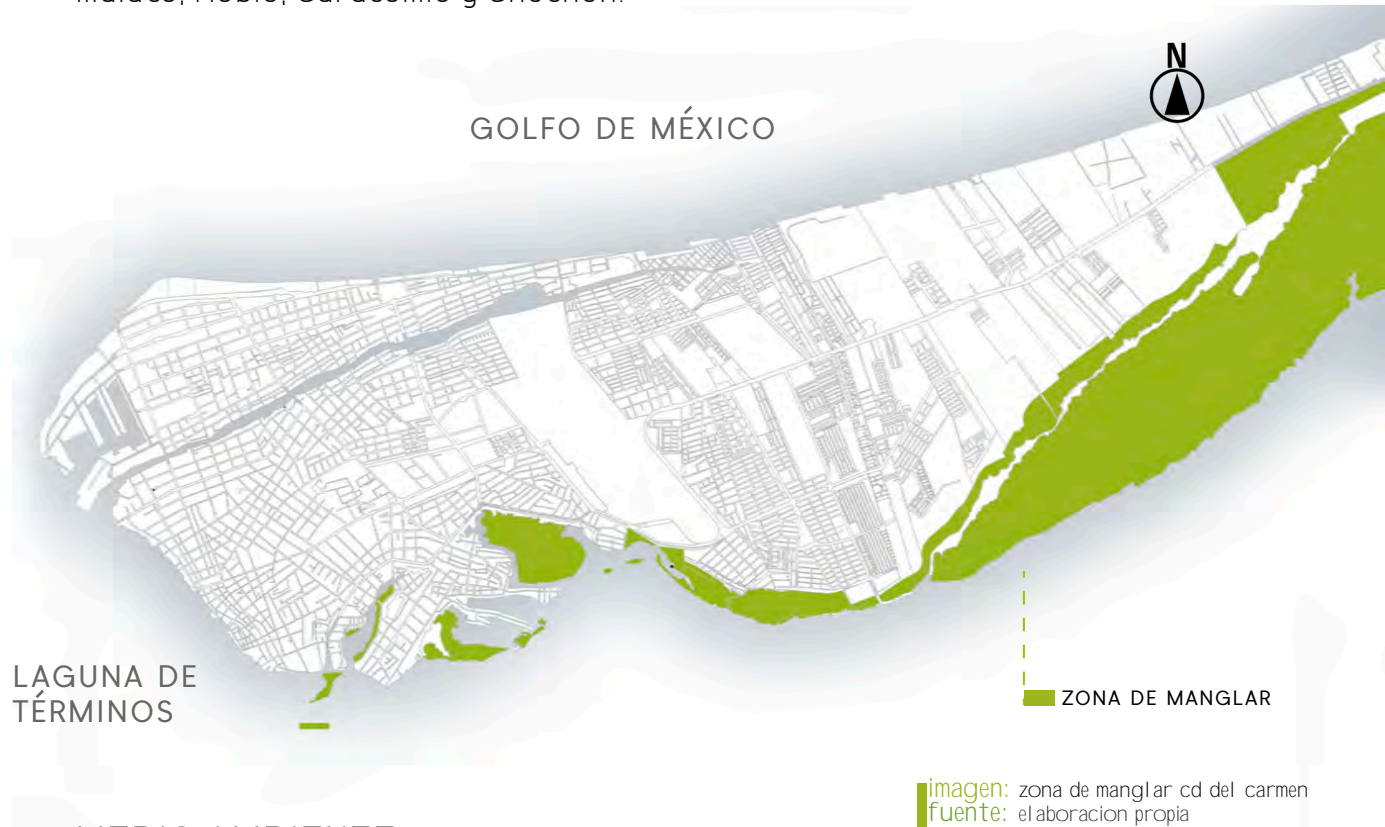 N
GOLFO DE MÉXICO
LAGUNA DE
TÉRMINOS
ZONA DE MANGLAR
imagen: zona de manglar cd del carmen
fuente: elaboracion propia